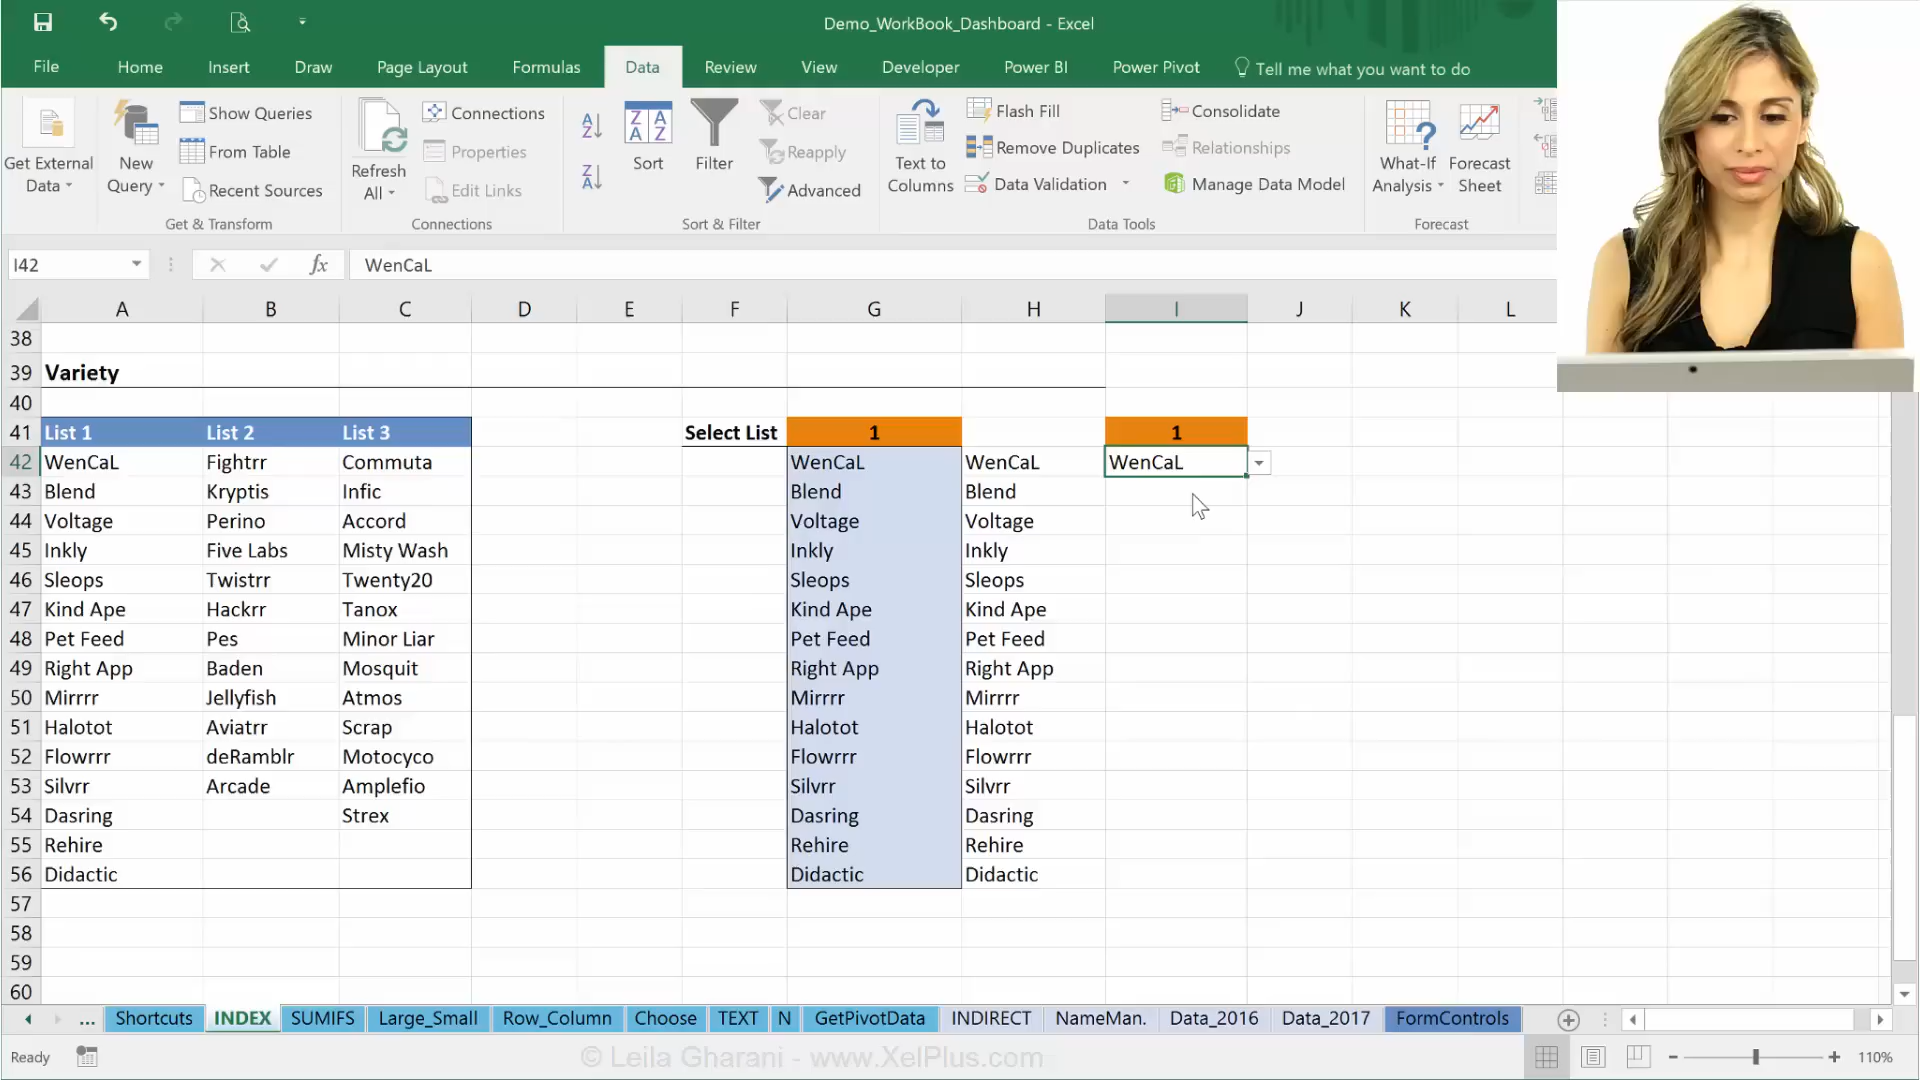 Demo_WorkBook_Dashboard - Excel
File Home Insert Draw Page Layout Formulas Data Review View Developer Power BI Power Pivot Tell me what you want to do
Get External Data
New Query
Show Queries
From Table
Recent Sources
Get & Transform
Refresh All
Connections
Properties
Edit Links
Connections
Sort
Filter
Clear
Reapply
Advanced
Sort & Filter
Text to Columns
Flash Fill
Remove Duplicates
Data Validation
Consolidate
Relationships
Manage Data Model
Data Tools
What-If Analysis
Forecast Sheet
Forecast
I42 fx WenCaL
A B C D E F G H I J K L
38
39 Variety
40
41 List 1 List 2 List 3 Select List 1 1
42 WenCaL Fightrr Commuta WenCaL WenCaL WenCaL
43 Blend Kryptis Infic Blend Blend
44 Voltage Perino Accord Voltage Voltage
45 Inkly Five Labs Misty Wash Inkly Inkly
46 Sleops Twistrr Twenty20 Sleops Sleops
47 Kind Ape Hackrr Tanox Kind Ape Kind Ape
48 Pet Feed Pes Minor Liar Pet Feed Pet Feed
49 Right App Baden Mosquit Right App Right App
50 Mirrrr Jellyfish Atmos Mirrrr Mirrrr
51 Halotot Aviatrr Scrap Halotot Halotot
52 Flowrrr deRamblr Motocyco Flowrrr Flowrrr
53 Silvrr Arcade Amplefio Silvrr Silvrr
54 Dasring Strex Dasring Dasring
55 Rehire Rehire Rehire
56 Didactic Didactic Didactic
57
58
59
60
... Shortcuts INDEX SUMIFS Large_Small Row_Column Choose TEXT N GetPivotData INDIRECT NameMan. Data_2016 Data_2017 FormControls
Ready © Leila Gharani - www.XelPlus.com 110%